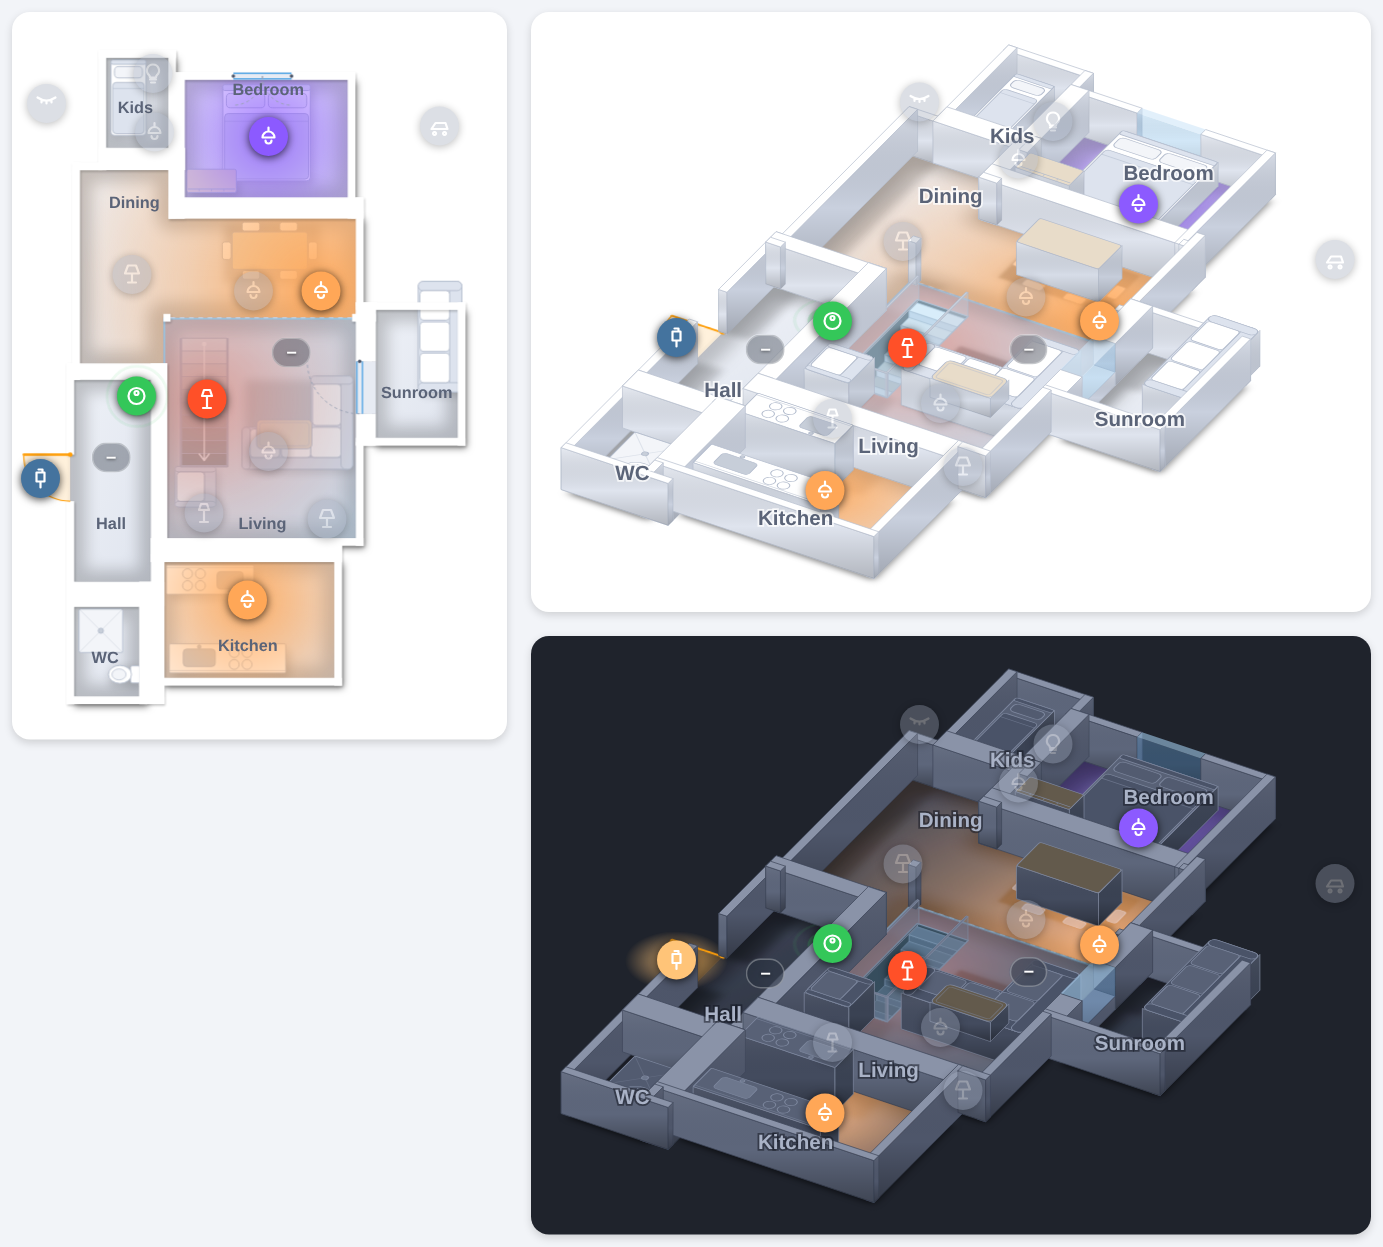 Kids
Bedroom
Dining
–
Sunroom
–
Hall
Living
Kitchen
WC
Kids
Bedroom
Dining
–
–
Hall
Sunroom
Living
WC
Kitchen
Kids
Bedroom
Dining
–
–
Hall
Sunroom
Living
WC
Kitchen